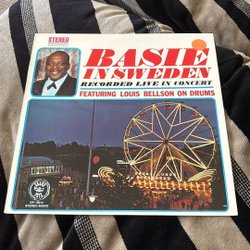 STEREO
BASIE
IN SWEDEN
RECORDED LIVE IN CONCERT
FEATURING LOUIS BELLSON ON DRUMS